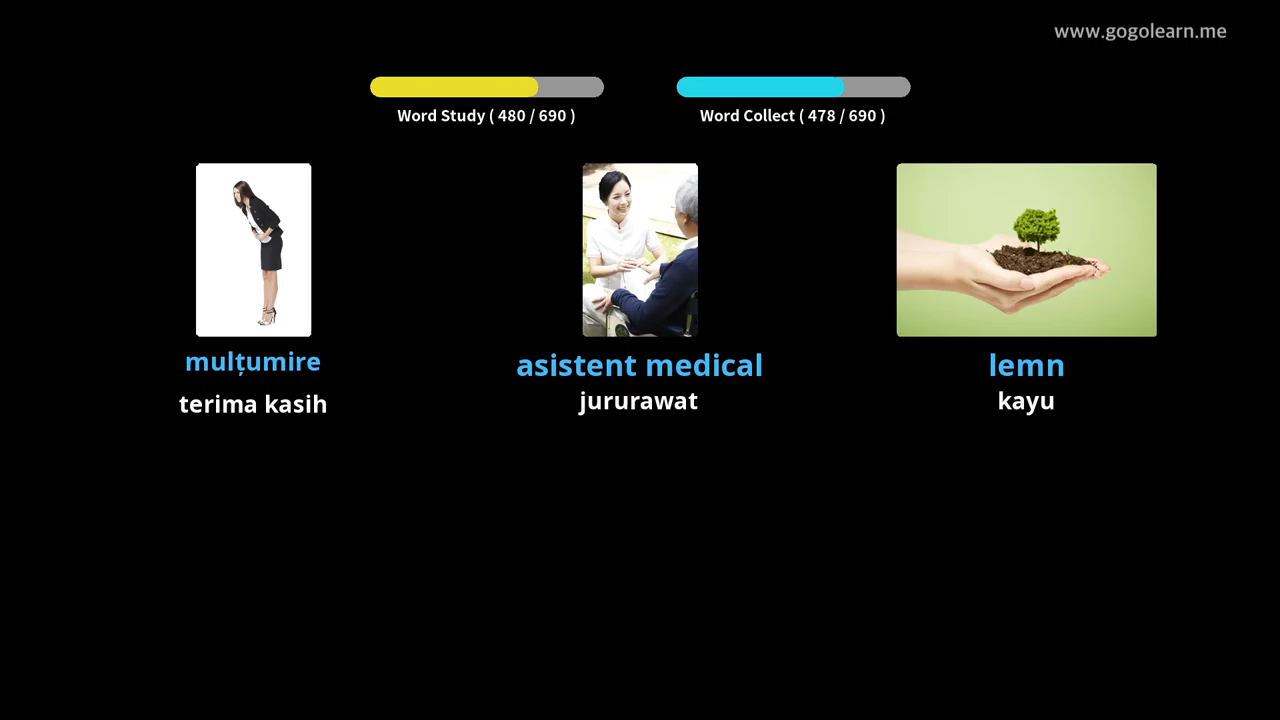 www.gogolearn.me
Word Study ( 480 / 690 )
Word Collect ( 478 / 690 )
mulțumire
terima kasih
asistent medical
jururawat
lemn
kayu